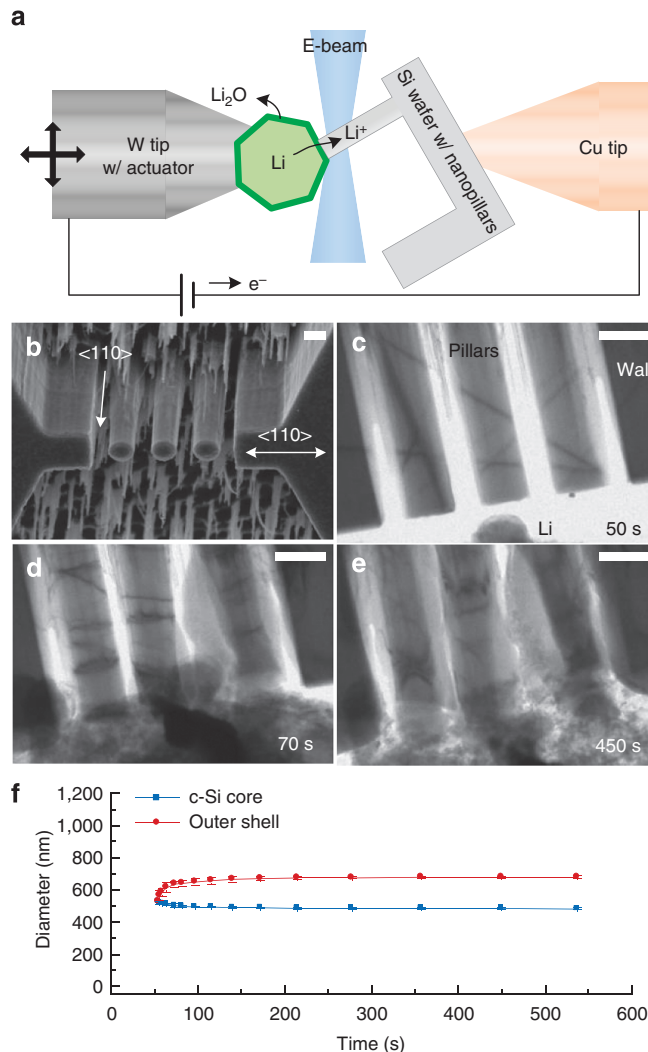 a
E-beam
Li₂O
Li⁺
W tip
w/ actuator
Li
Si wafer w/ nanopillars
Cu tip
e⁻
b
<110>
<110>
c
Pillars
Wal
Li
50 s
d
70 s
e
450 s
f
1,200
1,000
800
600
400
200
0
c-Si core
Outer shell
Diameter (nm)
0
100
200
300
400
500
600
Time (s)